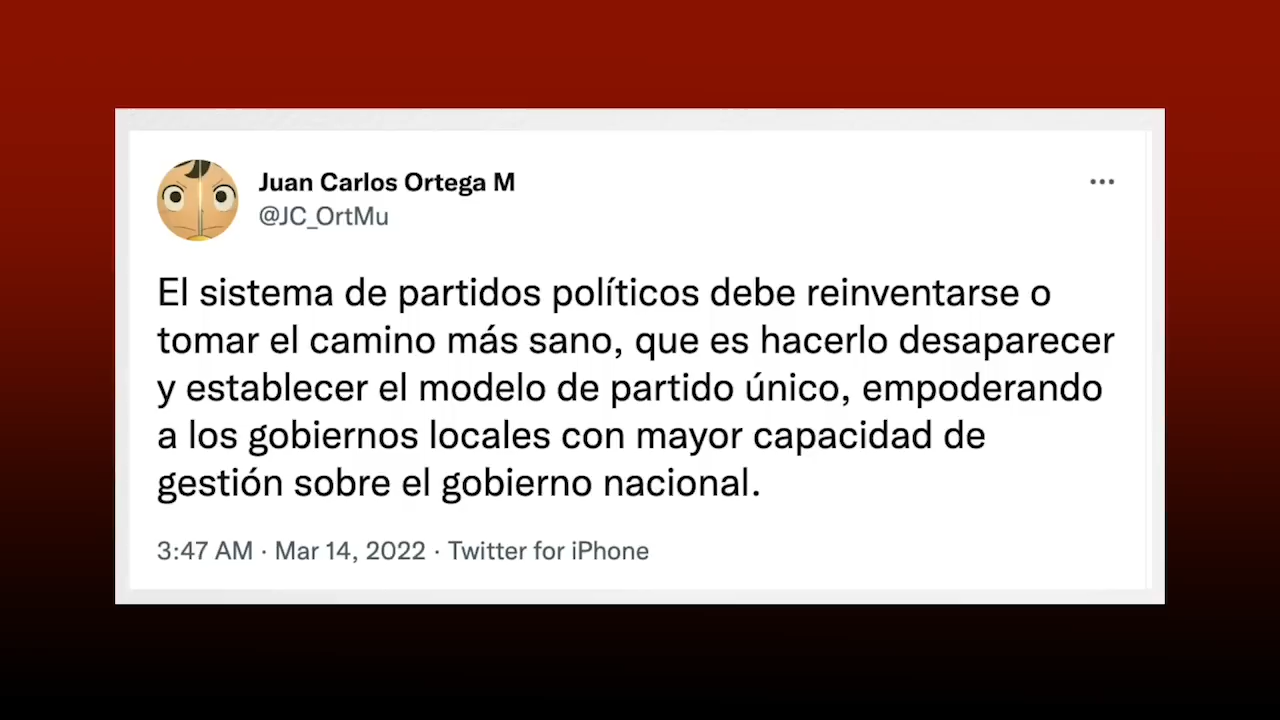 Juan Carlos Ortega M
@JC_OrtMu
El sistema de partidos políticos debe reinventarse o
tomar el camino más sano, que es hacerlo desaparecer
y establecer el modelo de partido único, empoderando
a los gobiernos locales con mayor capacidad de
gestión sobre el gobierno nacional.
3:47 AM · Mar 14, 2022 · Twitter for iPhone